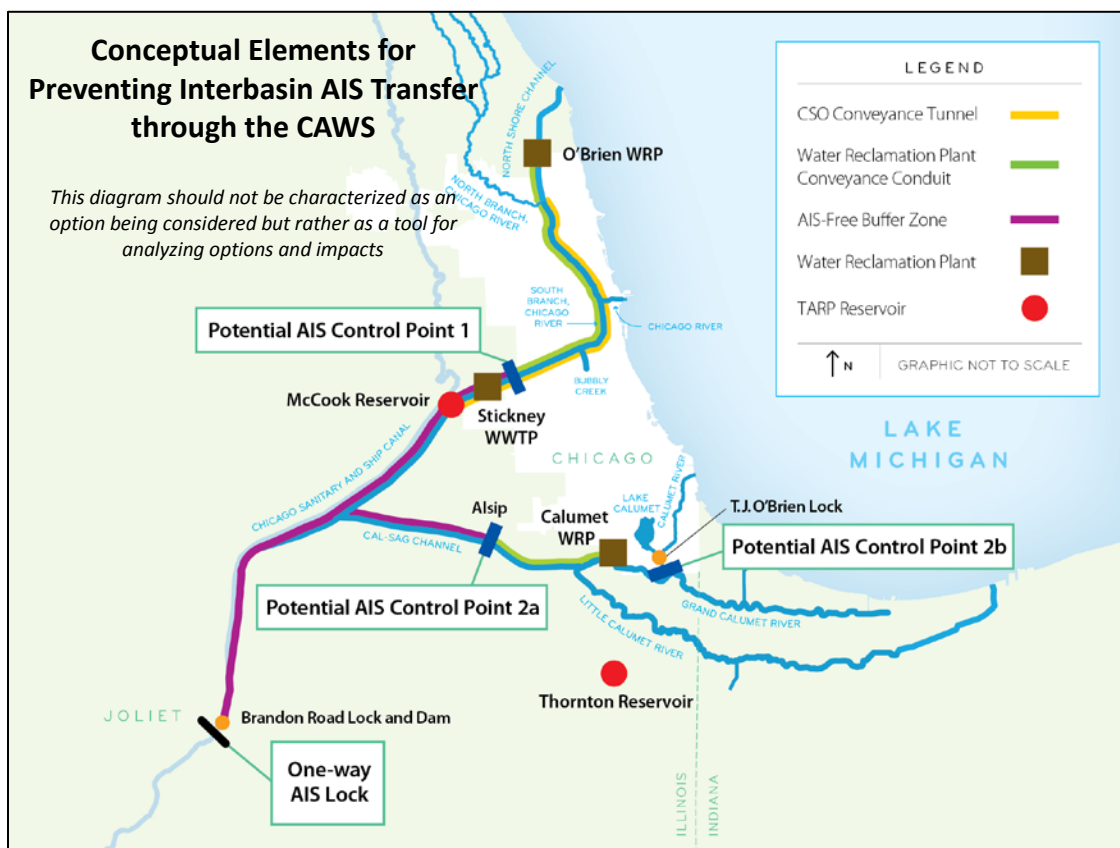 Conceptual Elements for
Preventing Interbasin AIS Transfer
through the CAWS
This diagram should not be characterized as an
option being considered but rather as a tool for
analyzing options and impacts
LEGEND
CSO Conveyance Tunnel
Water Reclamation Plant
Conveyance Conduit
AIS-Free Buffer Zone
Water Reclamation Plant
TARP Reservoir
N
GRAPHIC NOT TO SCALE
NORTH SHORE CHANNEL
O'Brien WRP
NORTH BRANCH,
CHICAGO RIVER
SOUTH
BRANCH,
CHICAGO
RIVER
CHICAGO RIVER
Potential AIS Control Point 1
BUBBLY
CREEK
McCook Reservoir
Stickney
WWTP
CHICAGO SANITARY AND SHIP CANAL
CHICAGO
LAKE
MICHIGAN
Alsip
CAL-SAG CHANNEL
Calumet
WRP
LAKE
CALUMET
CALUMET RIVER
T.J.O'Brien Lock
Potential AIS Control Point 2b
Potential AIS Control Point 2a
GRAND CALUMET RIVER
LITTLE CALUMET RIVER
Thornton Reservoir
JOLIET
Brandon Road Lock and Dam
One-way
AIS Lock
ILLINOIS
INDIANA